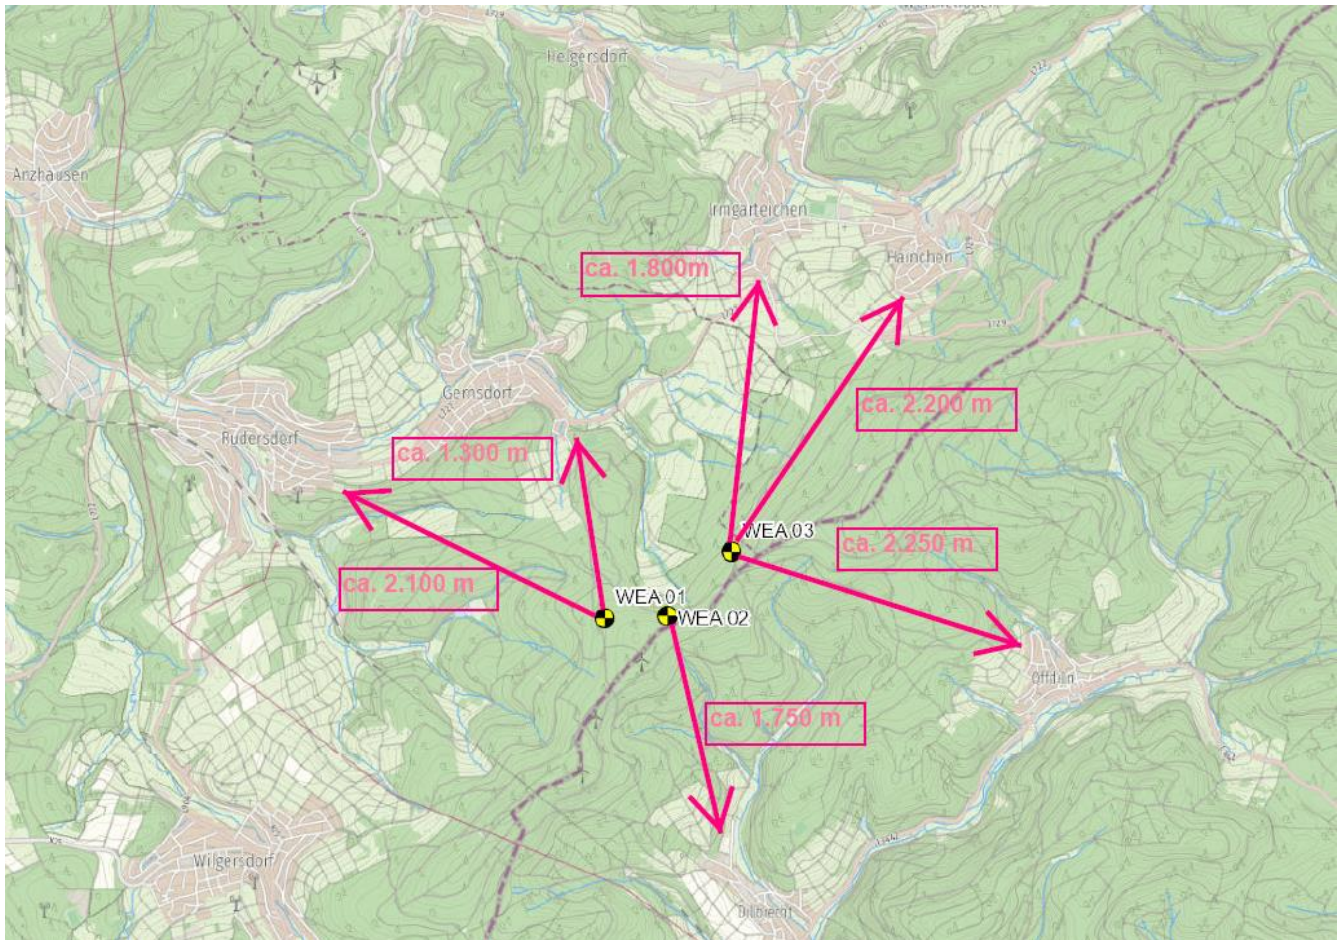 Helgersdorf
Anzhausen
Irmgarteichen
Hainchen
ca. 1.800m
L729
Gernsdorf
ca. 2.200 m
Rudersdorf
ca. 1.300 m
WEA 03
ca. 2.250 m
ca. 2.100 m
WEA 01
WEA 02
Offdilln
ca. 1.750 m
Wilgersdorf
Dillbrecht